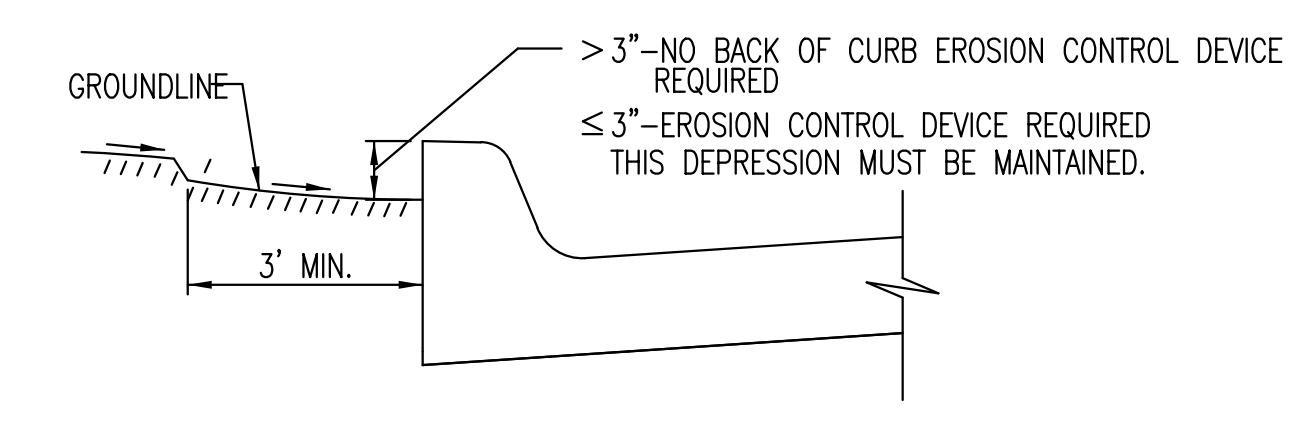 >3”-NO BACK OF CURB EROSION CONTROL DEVICE
REQUIRED
GROUNDLINE
≤3”-EROSION CONTROL DEVICE REQUIRED
THIS DEPRESSION MUST BE MAINTAINED.
3' MIN.